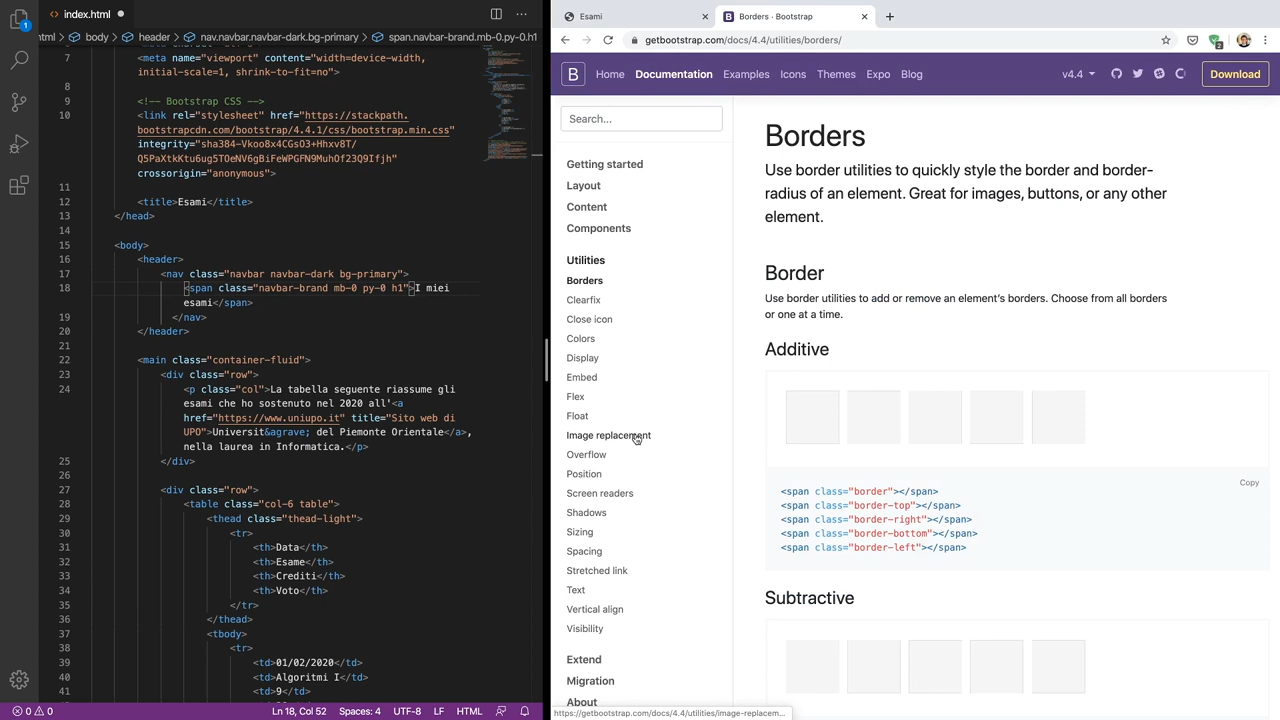 index.html
Esami
Borders · Bootstrap
html
body
header
nav.navbar.navbar-dark.bg-primary
span.navbar-brand.mb-0.py-0.h1
getbootstrap.com/docs/4.4/utilities/borders/
1
2
7 <meta name="viewport" content="width=device-width,
initial-scale=1, shrink-to-fit=no">
8
9 <!-- Bootstrap CSS -->
10 <link rel="stylesheet" href="https://stackpath.
bootstrapcdn.com/bootstrap/4.4.1/css/bootstrap.min.css"
integrity="sha384-Vkoo8x4CGsO3+Hhxv8T/
Q5PaXtkKtu6ug5TOeNV6gBiFeWPGFN9MuhOf23Q9Ifjh"
crossorigin="anonymous">
11
12 <title>Esami</title>
13 </head>
14
15 <body>
16 <header>
17 <nav class="navbar navbar-dark bg-primary">
18 <span class="navbar-brand mb-0 py-0 h1">I miei
esami</span>
19 </nav>
20 </header>
21
22 <main class="container-fluid">
23 <div class="row">
24 <p class="col">La tabella seguente riassume gli
esami che ho sostenuto nel 2020 all'<a
href="https://www.uniupo.it" title="Sito web di
UPO">Universit&agrave; del Piemonte Orientale</a>,
nella laurea in Informatica.</p>
25 </div>
26
27 <div class="row">
28 <table class="col-6 table">
29 <thead class="thead-light">
30 <tr>
31 <th>Data</th>
32 <th>Esame</th>
33 <th>Crediti</th>
34 <th>Voto</th>
35 </tr>
36 </thead>
37 <tbody>
38 <tr>
39 <td>01/02/2020</td>
40 <td>Algoritmi I</td>
41 <td>9</td>
0 0
Ln 18, Col 52
Spaces: 4
UTF-8
LF
HTML
B
Home
Documentation
Examples
Icons
Themes
Expo
Blog
v4.4
Download
Search...
Getting started
Layout
Content
Components
Utilities
Borders
Clearfix
Close icon
Colors
Display
Embed
Flex
Float
Image replacement
Overflow
Position
Screen readers
Shadows
Sizing
Spacing
Stretched link
Text
Vertical align
Visibility
Extend
Migration
About
https://getbootstrap.com/docs/4.4/utilities/image-replacem...
Borders
Use border utilities to quickly style the border and border-
radius of an element. Great for images, buttons, or any other
element.
Border
Use border utilities to add or remove an element's borders. Choose from all borders
or one at a time.
Additive
Copy
<span class="border"></span>
<span class="border-top"></span>
<span class="border-right"></span>
<span class="border-bottom"></span>
<span class="border-left"></span>
Subtractive